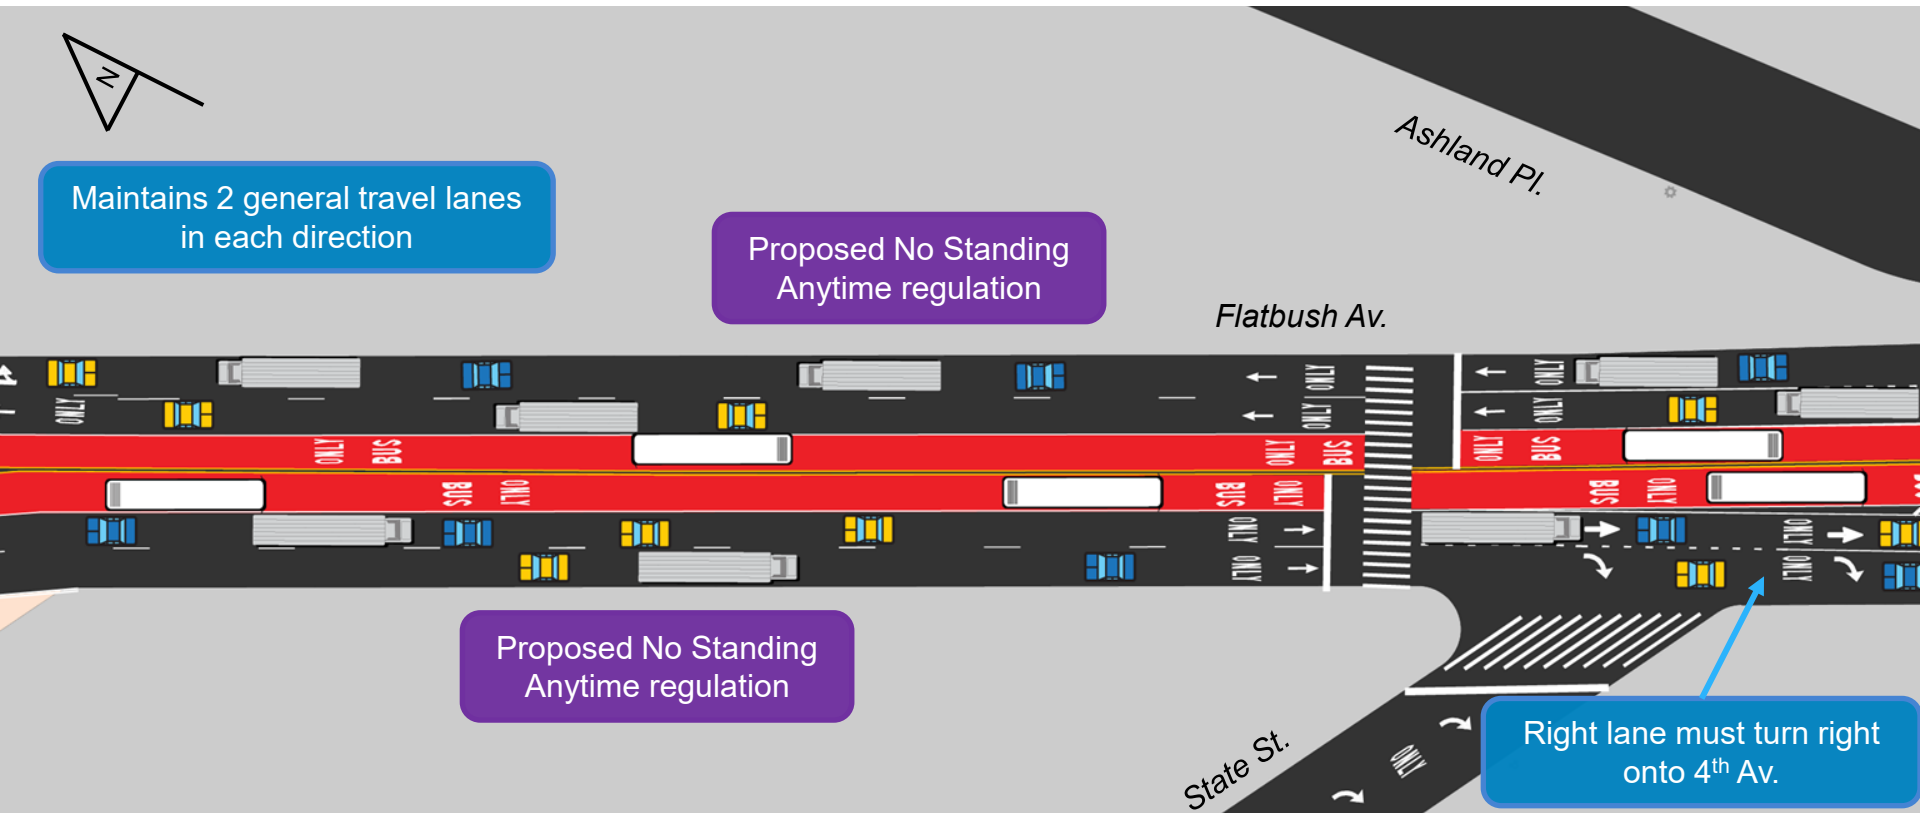 N
Maintains 2 general travel lanes
in each direction
Proposed No Standing
Anytime regulation
Ashland Pl.
Flatbush Av.
ONLY
ONLY
ONLY
ONLY
ONLY
ONLY BUS
ONLY BUS
ONLY BUS
BUS ONLY
BUS ONLY
BUS ONLY
ONLY
ONLY
ONLY
ONLY
Proposed No Standing
Anytime regulation
State St.
ONLY
Right lane must turn right
onto 4th Av.